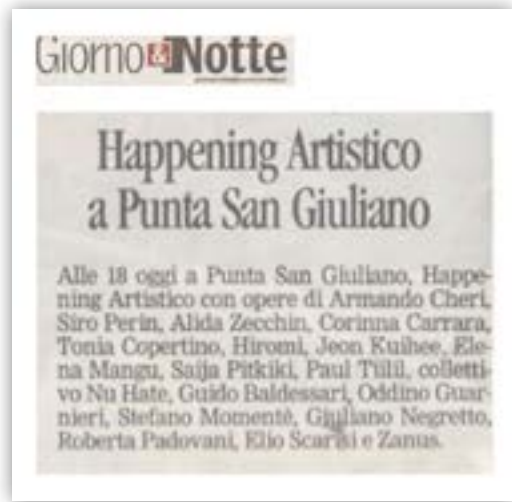 Giorno & Notte
Happening Artistico
a Punta San Giuliano
Alle 18 oggi a Punta San Giuliano, Happe-
ning Artistico con opere di Armando Cheri,
Siro Perin, Alida Zecchin, Corinna Carrara,
Tonia Copertino, Hiromi, Jeon Kuihee, Ele-
na Mangu, Saija Pitkiki, Paul colletti-
vo Nu Hate, Guido Baldessari, Oddino Guar-
nieri, Stefano Momentè, Giuliano Negretto,
Roberta Padovani, Elio Scarisi e Zanus.